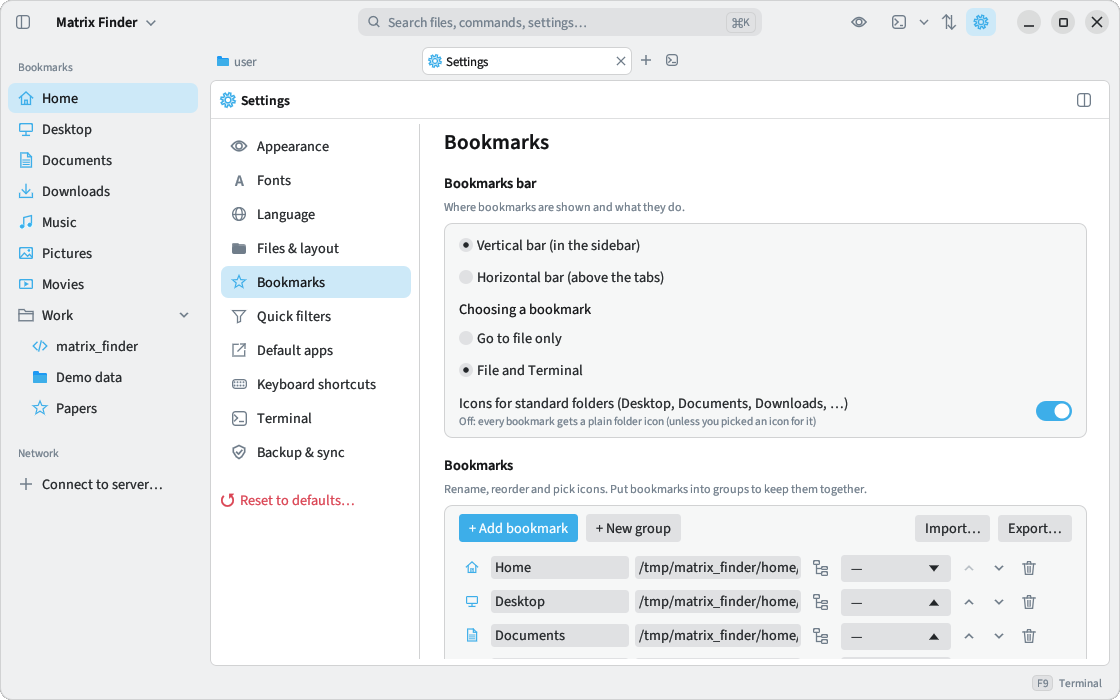 Matrix Finder
Search files, commands, settings…
⌘K
Bookmarks
Home
Desktop
Documents
Downloads
Music
Pictures
Movies
Work
matrix_finder
Demo data
Papers
Network
Connect to server…
user
Settings
Settings
Appearance
Fonts
Language
Files & layout
Bookmarks
Quick filters
Default apps
Keyboard shortcuts
Terminal
Backup & sync
Reset to defaults…
Bookmarks
Bookmarks bar
Where bookmarks are shown and what they do.
Vertical bar (in the sidebar)
Horizontal bar (above the tabs)
Choosing a bookmark
Go to file only
File and Terminal
Icons for standard folders (Desktop, Documents, Downloads, …)
Off: every bookmark gets a plain folder icon (unless you picked an icon for it)
Bookmarks
Rename, reorder and pick icons. Put bookmarks into groups to keep them together.
+ Add bookmark + New group Import… Export…
Home /tmp/matrix_finder/home/ —
Desktop /tmp/matrix_finder/home/ —
Documents /tmp/matrix_finder/home/ —
F9 Terminal